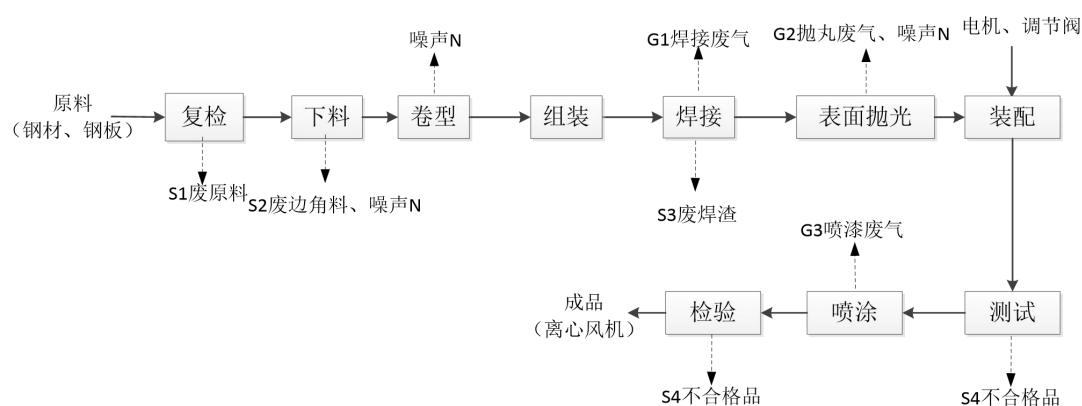 噪声N
G1焊接废气
G2抛丸废气、噪声N
电机、调节阀
原料
（钢材、钢板）
复检
下料
卷型
组装
焊接
表面抛光
装配
S1废原料
S2废边角料、噪声N
S3废焊渣
G3喷漆废气
成品
（离心风机）
检验
喷涂
测试
S4不合格品
S4不合格品